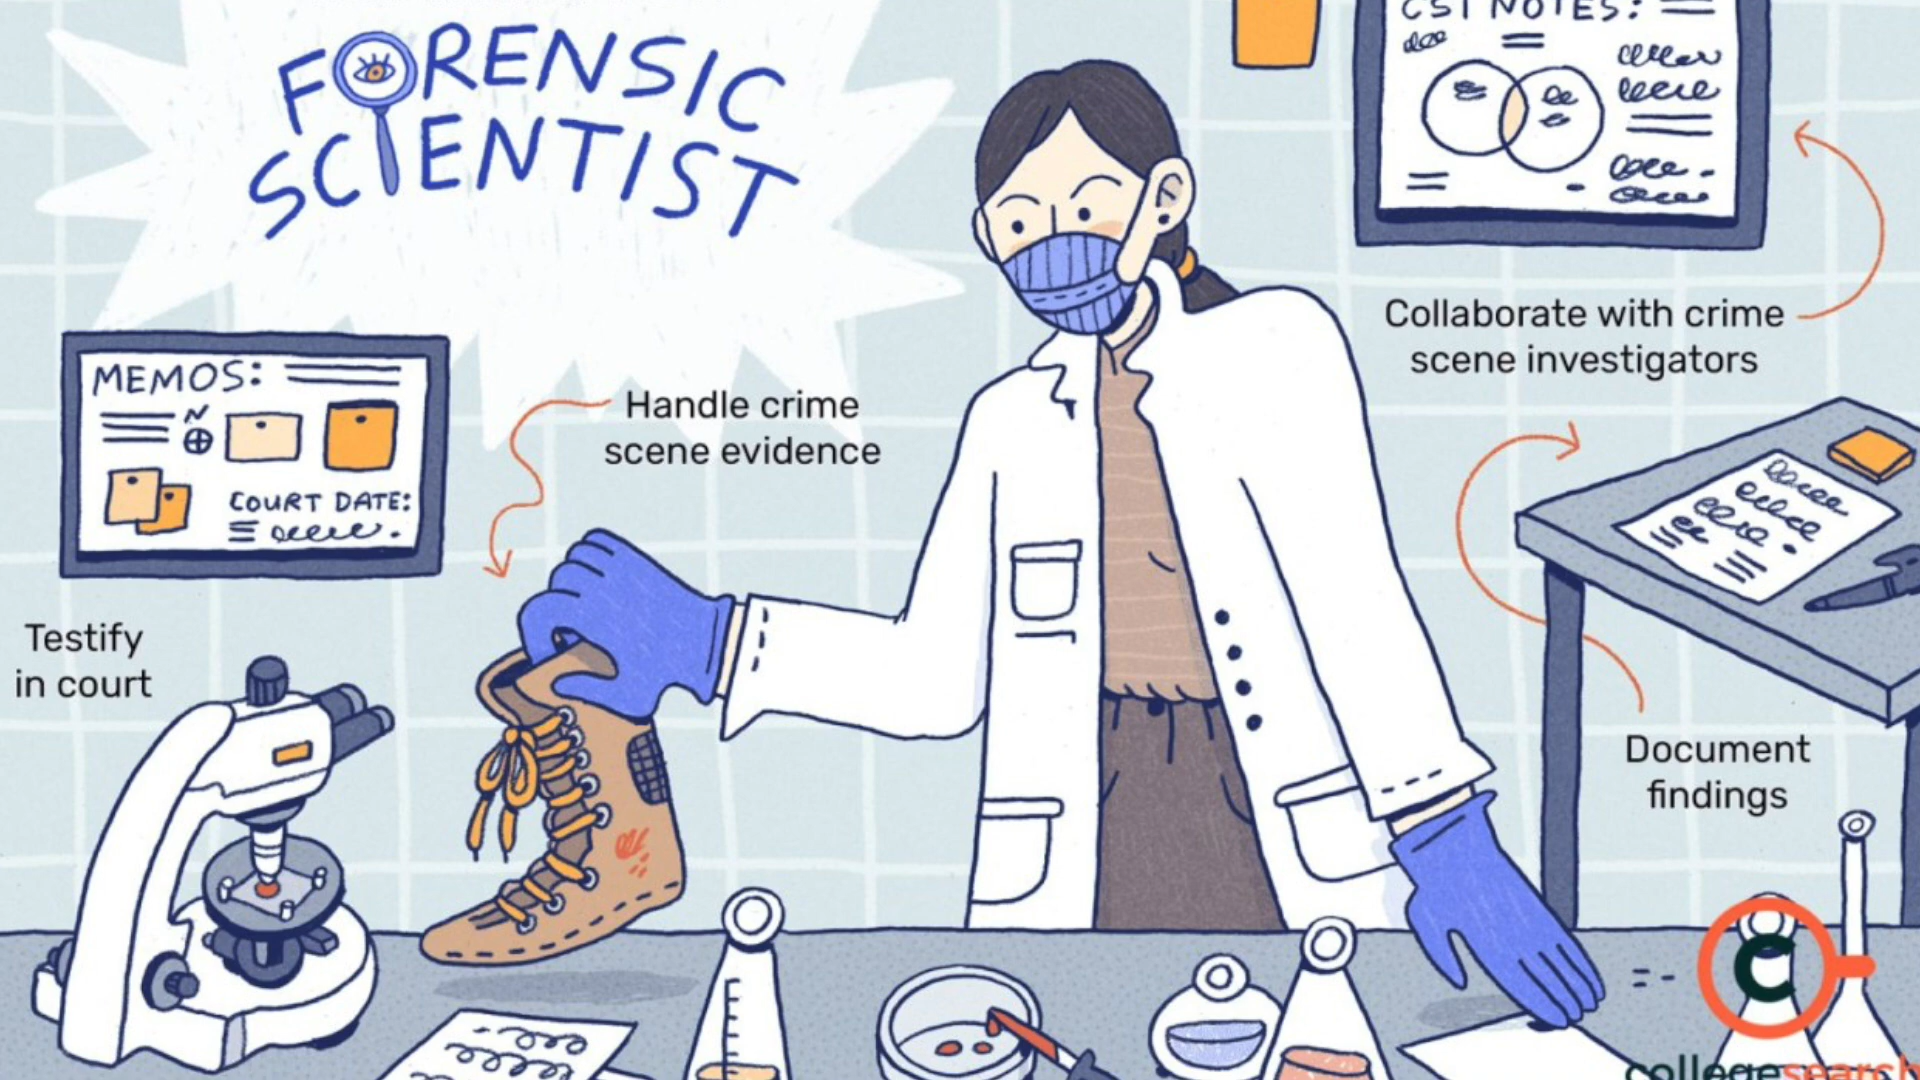 FORENSIC
SCIENTIST
CSI NOTES:
MEMOS:
COURT DATE:
Handle crime
scene evidence
Collaborate with crime
scene investigators
Testify
in court
Document
findings
collegesearch